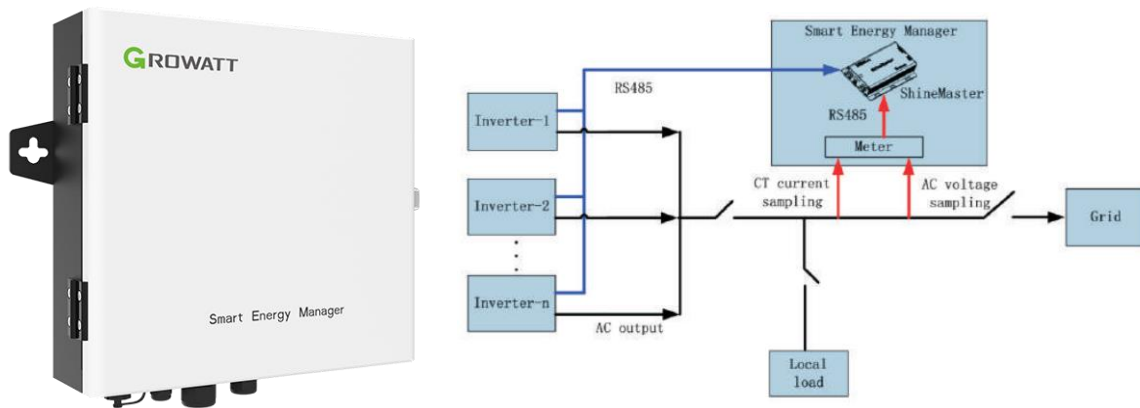 GROWATT
Smart Energy Manager
Smart Energy Manager
ShineMaster
RS485
RS485
Meter
Inverter-1
CT current
sampling
AC voltage
sampling
Inverter-2
Grid
Inverter-n
AC output
Local
load